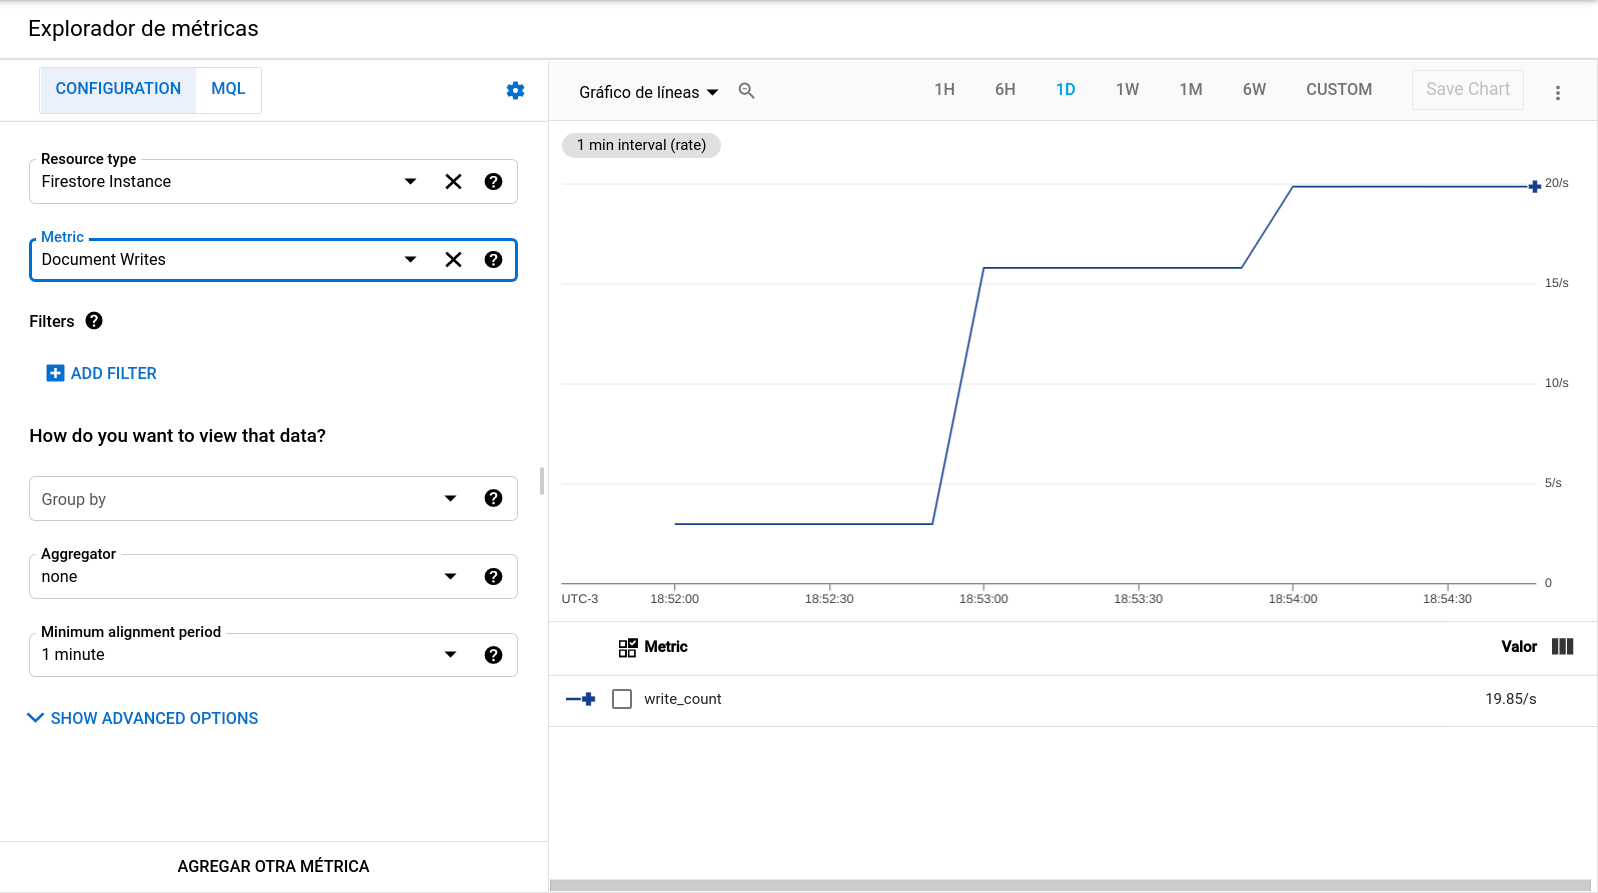 Explorador de métricas
CONFIGURATION MQL
Resource type
Firestore Instance
Metric
Document Writes
Filters
ADD FILTER
How do you want to view that data?
Group by
Aggregator
none
Minimum alignment period
1 minute
SHOW ADVANCED OPTIONS
AGREGAR OTRA MÉTRICA
Gráfico de líneas 1H 6H 1D 1W 1M 6W CUSTOM Save Chart
1 min interval (rate)
20/s
15/s
10/s
5/s
0
UTC-3 18:52:00 18:52:30 18:53:00 18:53:30 18:54:00 18:54:30
Metric Valor
write_count 19.85/s